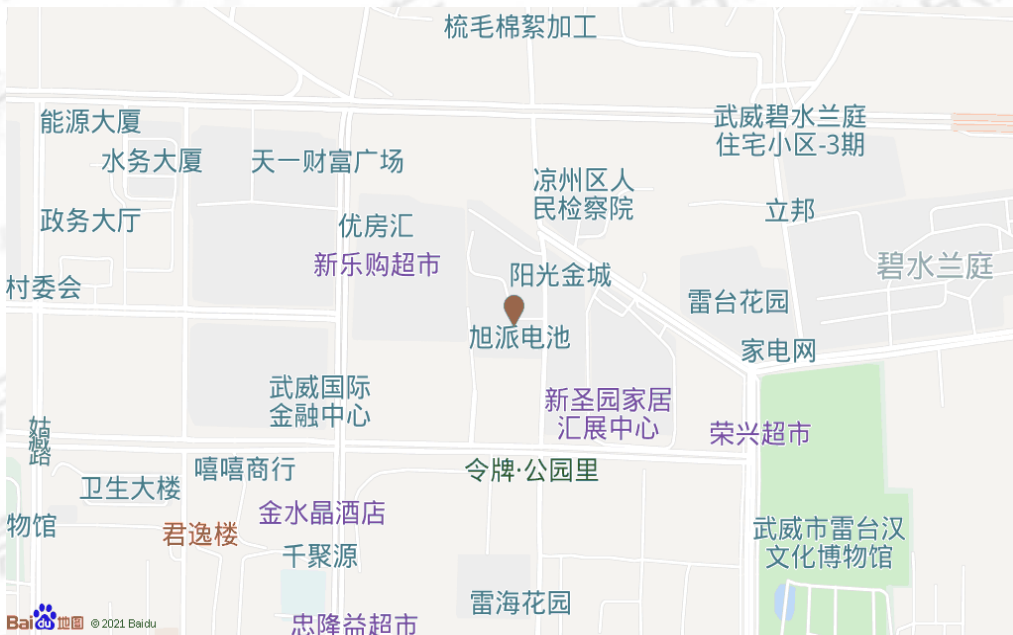 梳毛棉絮加工
能源大厦
武威碧水兰庭
住宅小区-3期
水务大厦
天一财富广场
凉州区人
民检察院
政务大厅
优房汇
立邦
新乐购超市
阳光金城
碧水兰庭
村委会
雷台花园
旭派电池
家电网
武威国际
金融中心
新圣园家居
汇展中心
荣兴超市
姑臧路
嘻嘻商行
令牌·公园里
卫生大楼
金水晶酒店
物馆
君逸楼
武威市雷台汉
文化博物馆
千聚源
雷海花园
忠隆益超市
Bai du 地图 © 2021 Baidu